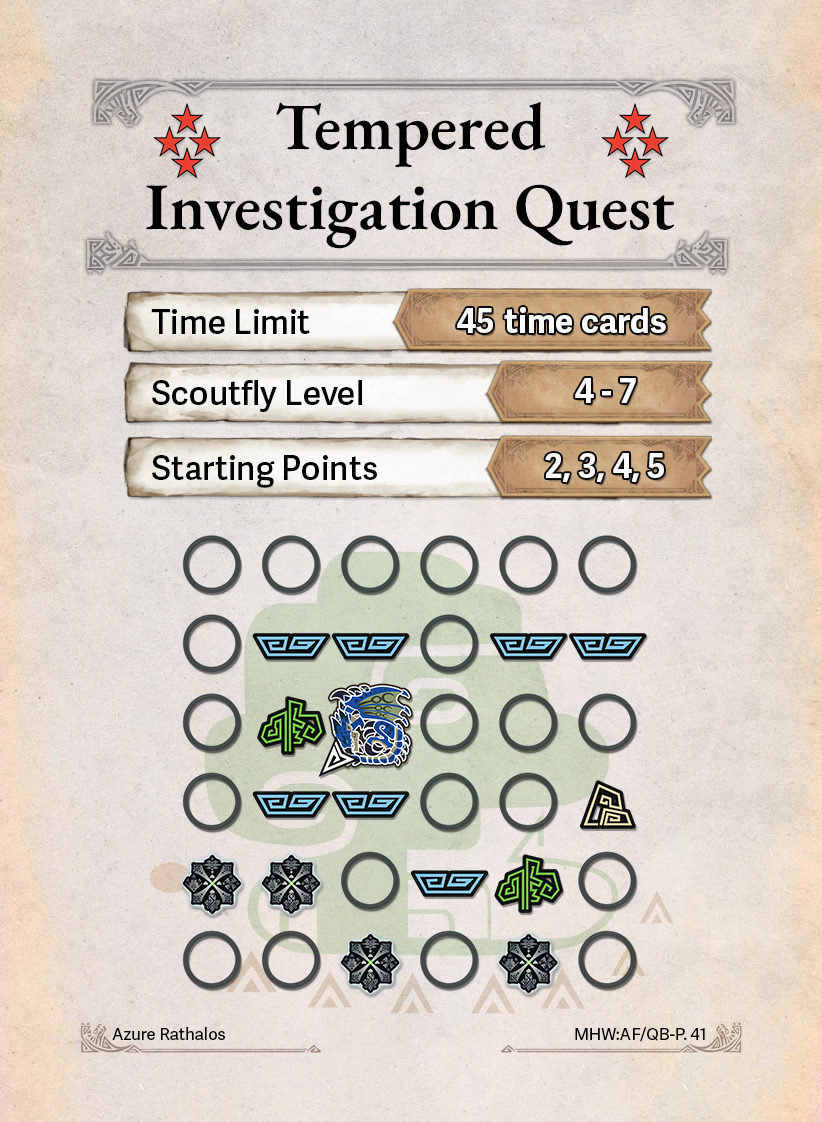 Tempered
Investigation Quest
Time Limit
45 time cards
Scoutfly Level
4 - 7
Starting Points
2, 3, 4, 5
Azure Rathalos
MHW:AF/QB-P. 41